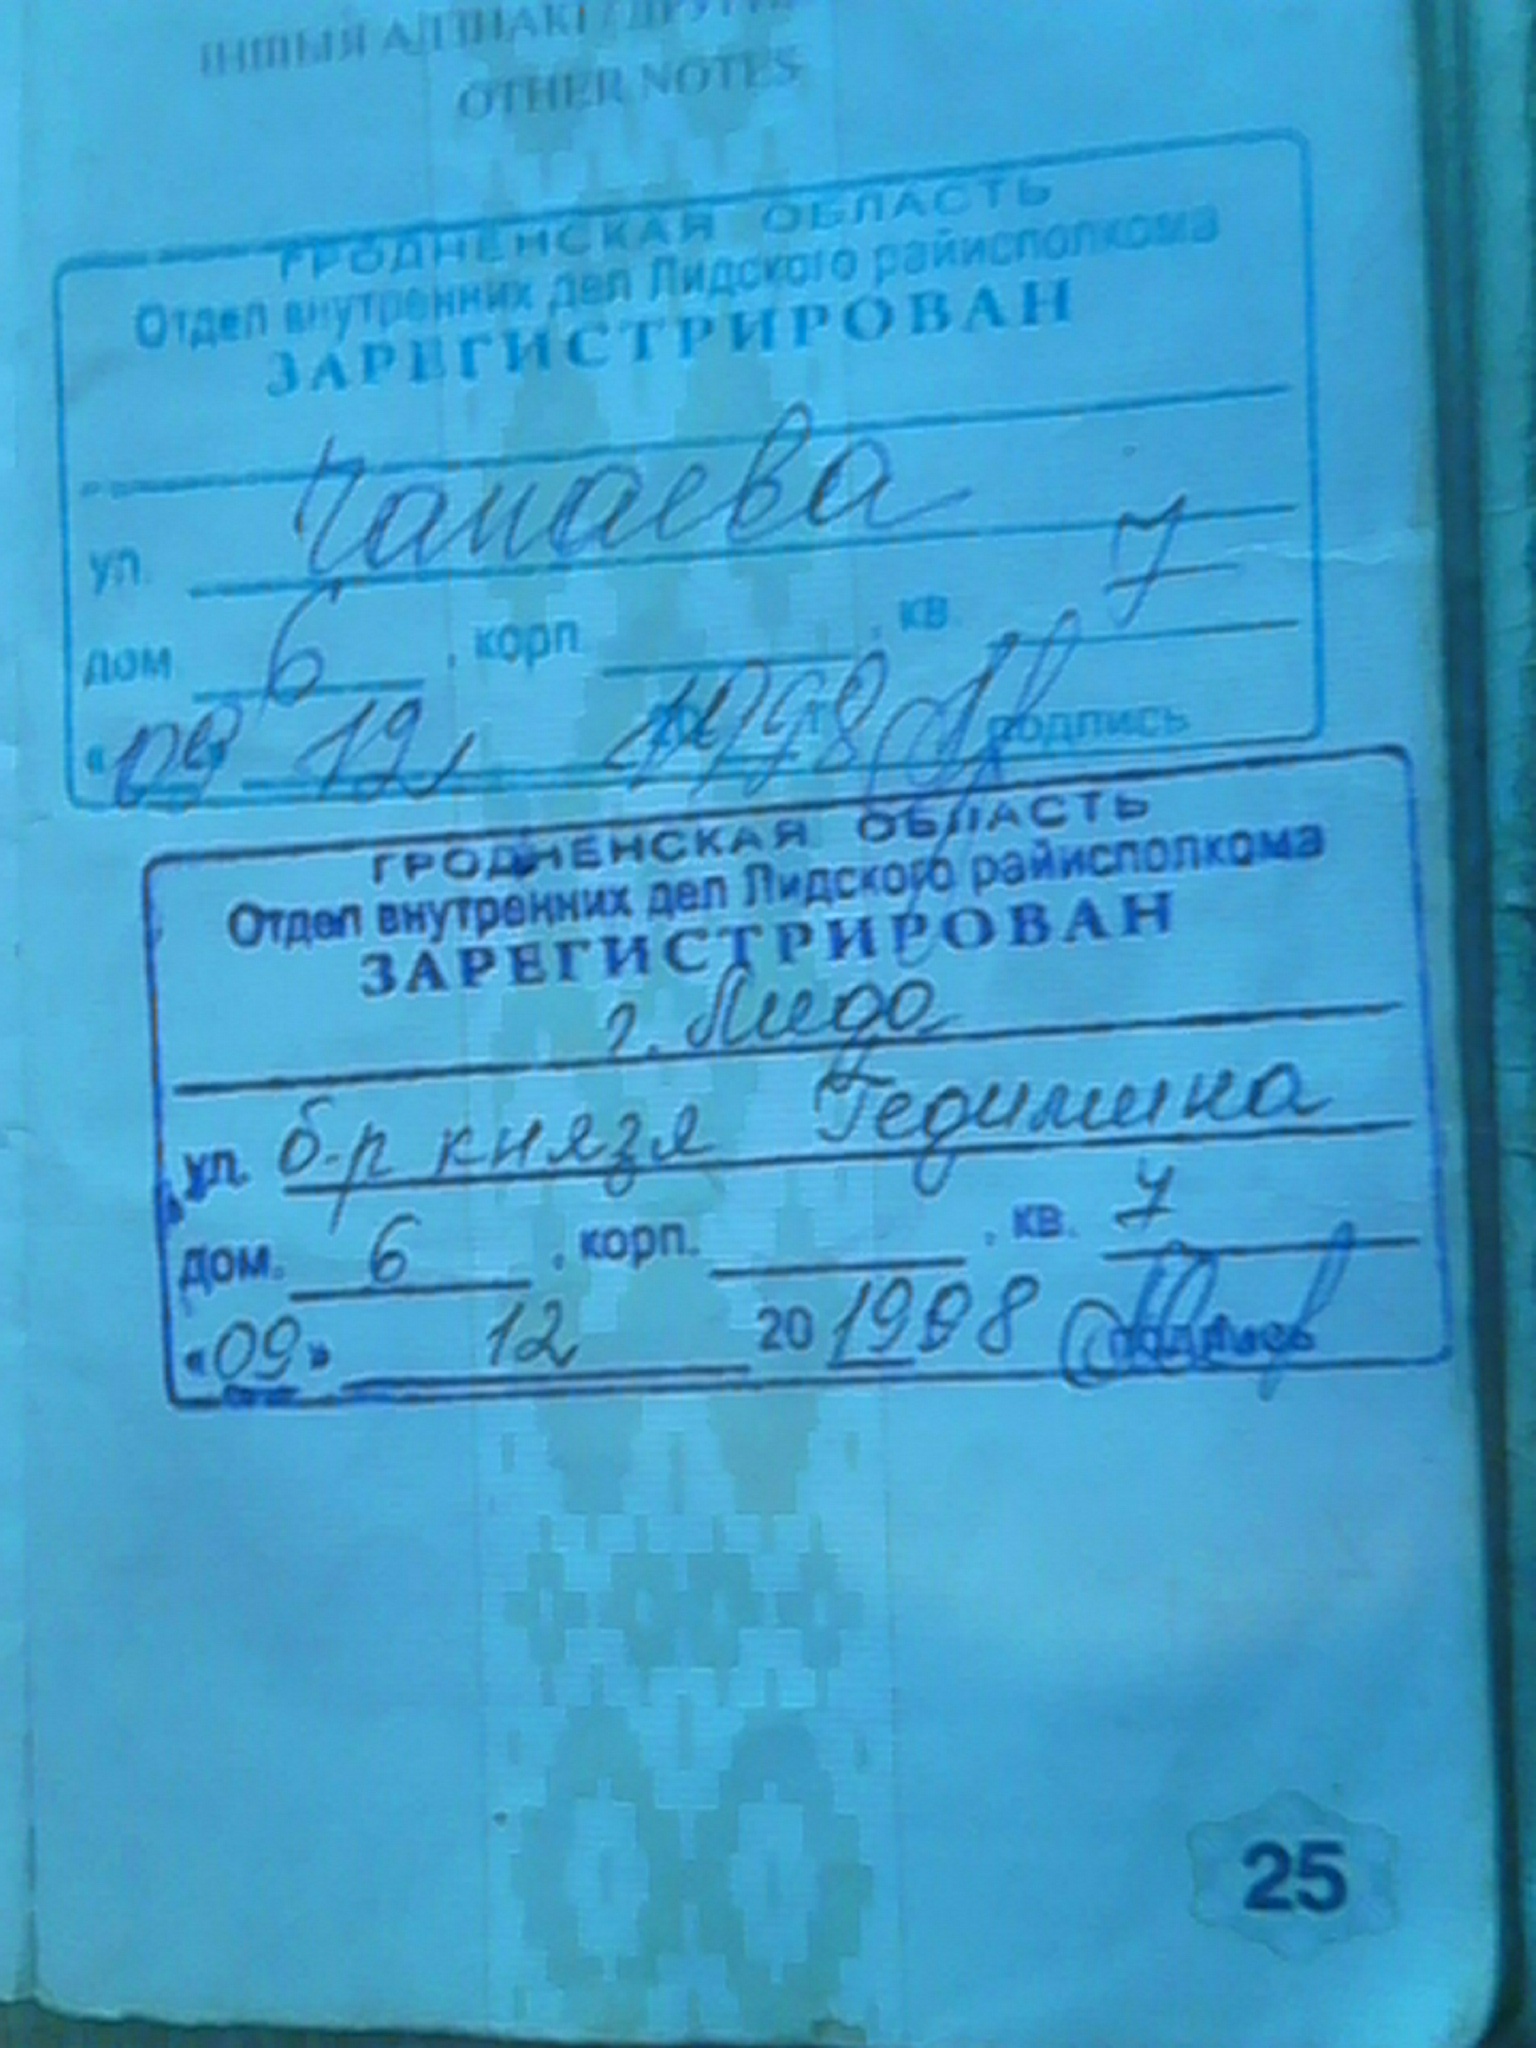 ІНШЫЯ АДЗНАКІ / ДРУГИЕ
OTHER NOTES
ГРОДНЕНСКАЯ ОБЛАСТЬ
Отдел внутренних дел Лидского райисполкома
ЗАРЕГИСТРИРОВАН
ул. Чапаева
дом 6, корп. , кв. 7
«09» 12 1998 г. подпись
ГРОДНЕНСКАЯ ОБЛАСТЬ
Отдел внутренних дел Лидского райисполкома
ЗАРЕГИСТРИРОВАН
г. Лида
ул. б-р князя Гедимина
дом. 6, корп. , кв. 7
«09» 12 20 1998 подпись
25